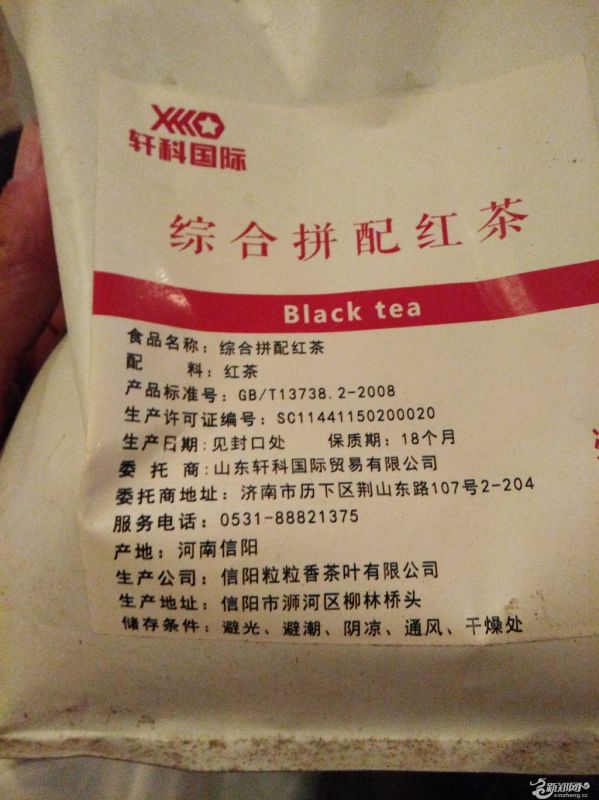 轩科国际
综合拼配红茶
Black tea
食品名称：综合拼配红茶
配 料：红茶
产品标准号：GB/T13738.2-2008
生产许可证编号：SC11441150200020
生产日期:见封口处 保质期：18个月
委 托 商:山东轩科国际贸易有限公司
委托商地址：济南市历下区荆山东路107号2-204
服务电话：0531-88821375
产地：河南信阳
生产公司：信阳粒粒香茶叶有限公司
生产地址：信阳市浉河区柳林桥头
储存条件：避光、避潮、阴凉、通风、干燥处
新郑网
xinzheng.cc